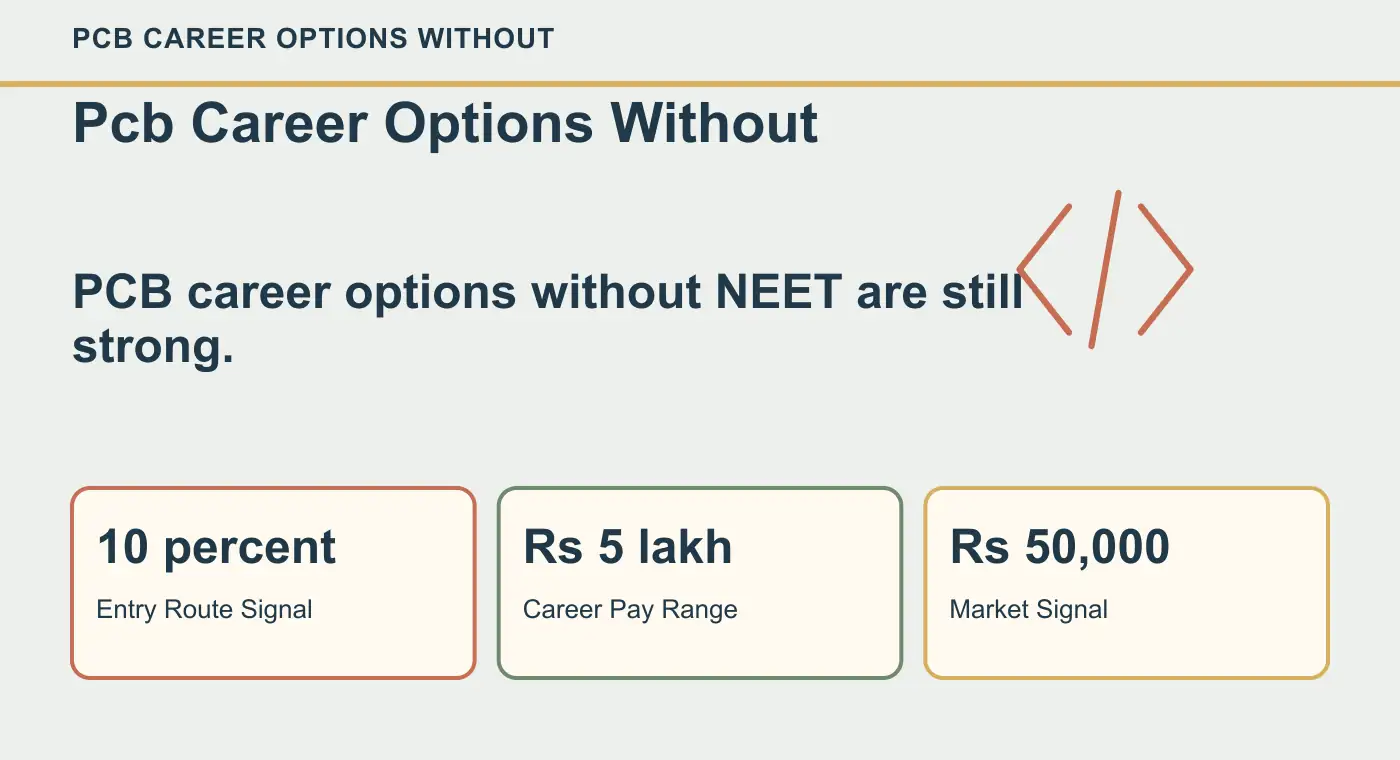 PCB CAREER OPTIONS WITHOUT
Pcb Career Options Without
PCB career options without NEET are still
strong.
10 percent
Entry Route Signal
Rs 5 lakh
Career Pay Range
Rs 50,000
Market Signal